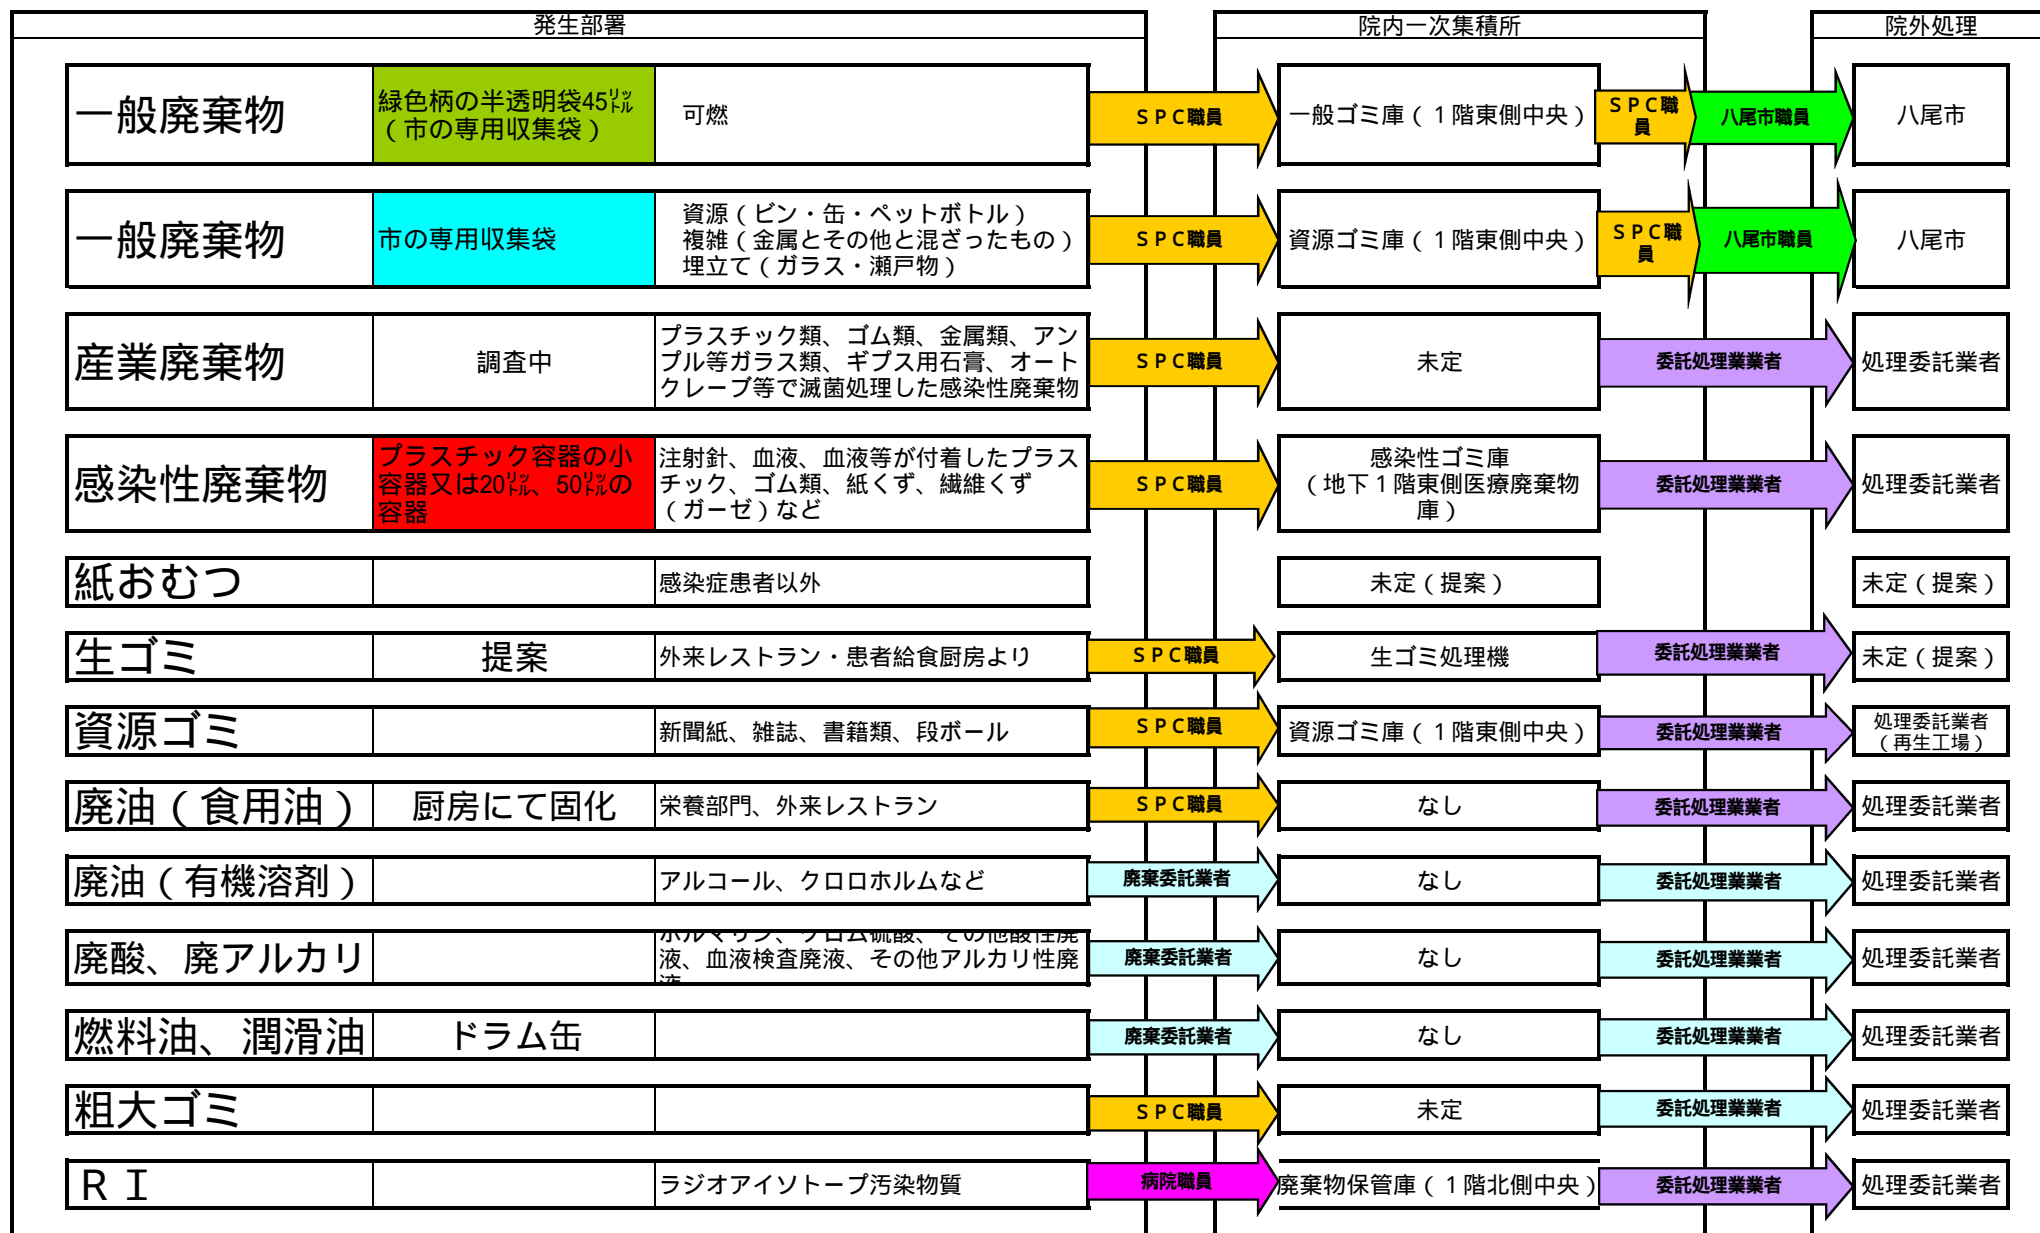 発生部署
院内一次集積所
院外処理
一般廃棄物
緑色柄の半透明袋45㍑
（市の専用収集袋）
可燃
ＳＰＣ職員
一般ゴミ庫（１階東側中央）
ＳＰＣ職
員
八尾市職員
八尾市
一般廃棄物
市の専用収集袋
資源（ビン・缶・ペットボトル）
複雑（金属とその他と混ざったもの）
埋立て（ガラス・瀬戸物）
ＳＰＣ職員
資源ゴミ庫（１階東側中央）
ＳＰＣ職
員
八尾市職員
八尾市
産業廃棄物
調査中
プラスチック類、ゴム類、金属類、アン
プル等ガラス類、ギプス用石膏、オート
クレーブ等で滅菌処理した感染性廃棄物
ＳＰＣ職員
未定
委託処理業業者
処理委託業者
感染性廃棄物
プラスチック容器の小
容器又は20㍑、50㍑の
容器
注射針、血液、血液等が付着したプラス
チック、ゴム類、紙くず、繊維くず
（ガーゼ）など
ＳＰＣ職員
感染性ゴミ庫
（地下１階東側医療廃棄物
庫）
委託処理業業者
処理委託業者
紙おむつ
感染症患者以外
未定（提案）
未定（提案）
生ゴミ
提案
外来レストラン・患者給食厨房より
ＳＰＣ職員
生ゴミ処理機
委託処理業業者
未定（提案）
資源ゴミ
新聞紙、雑誌、書籍類、段ボール
ＳＰＣ職員
資源ゴミ庫（１階東側中央）
委託処理業業者
処理委託業者
（再生工場）
廃油（食用油）
厨房にて固化
栄養部門、外来レストラン
ＳＰＣ職員
なし
委託処理業業者
処理委託業者
廃油（有機溶剤）
アルコール、クロロホルムなど
廃棄委託業者
なし
委託処理業業者
処理委託業者
廃酸、廃アルカリ
ホルマリン、クロム硫酸、その他酸性廃
液、血液検査廃液、その他アルカリ性廃
液
廃棄委託業者
なし
委託処理業業者
処理委託業者
燃料油、潤滑油
ドラム缶
廃棄委託業者
なし
委託処理業業者
処理委託業者
粗大ゴミ
ＳＰＣ職員
未定
委託処理業業者
処理委託業者
ＲＩ
ラジオアイソトープ汚染物質
病院職員
廃棄物保管庫（１階北側中央）
委託処理業業者
処理委託業者